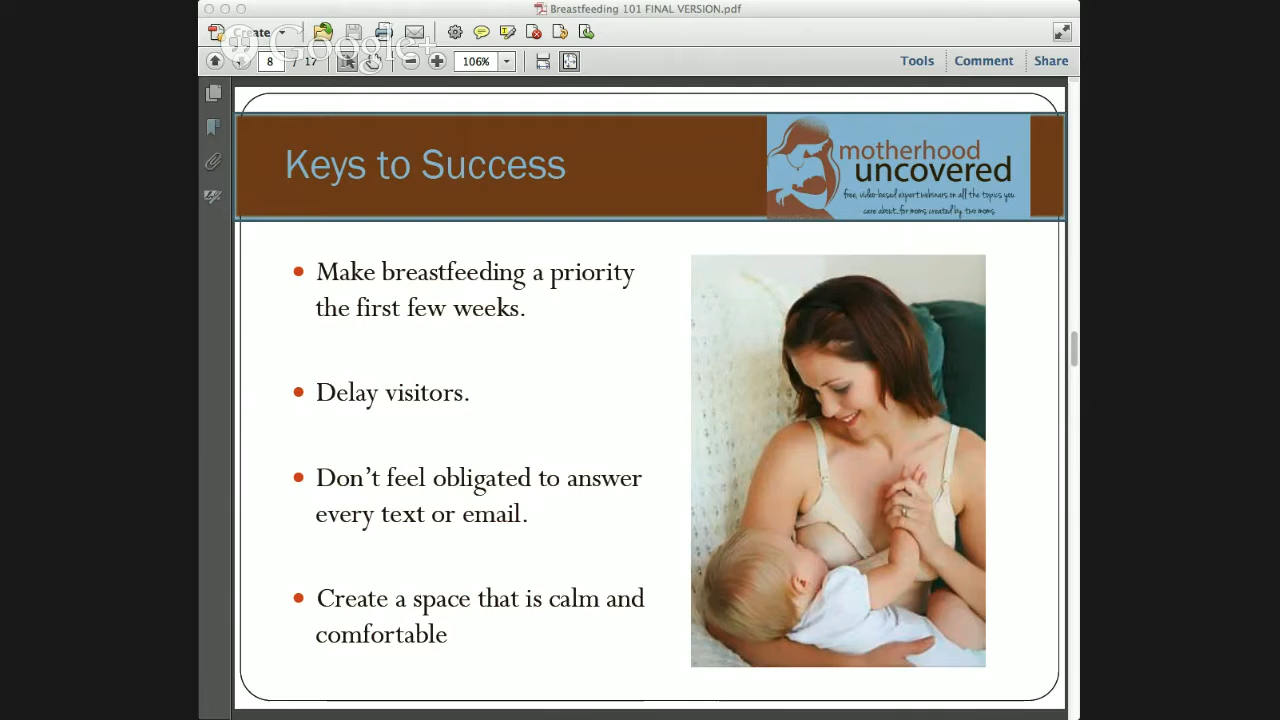 Breastfeeding 101 FINAL VERSION.pdf
Create
Google+
8 / 17
106%
Tools Comment Share
Keys to Success
motherhood
uncovered
free, video-based expert webinars on all the topics you
care about...for moms created by two moms
• Make breastfeeding a priority
the first few weeks.
• Delay visitors.
• Don't feel obligated to answer
every text or email.
• Create a space that is calm and
comfortable